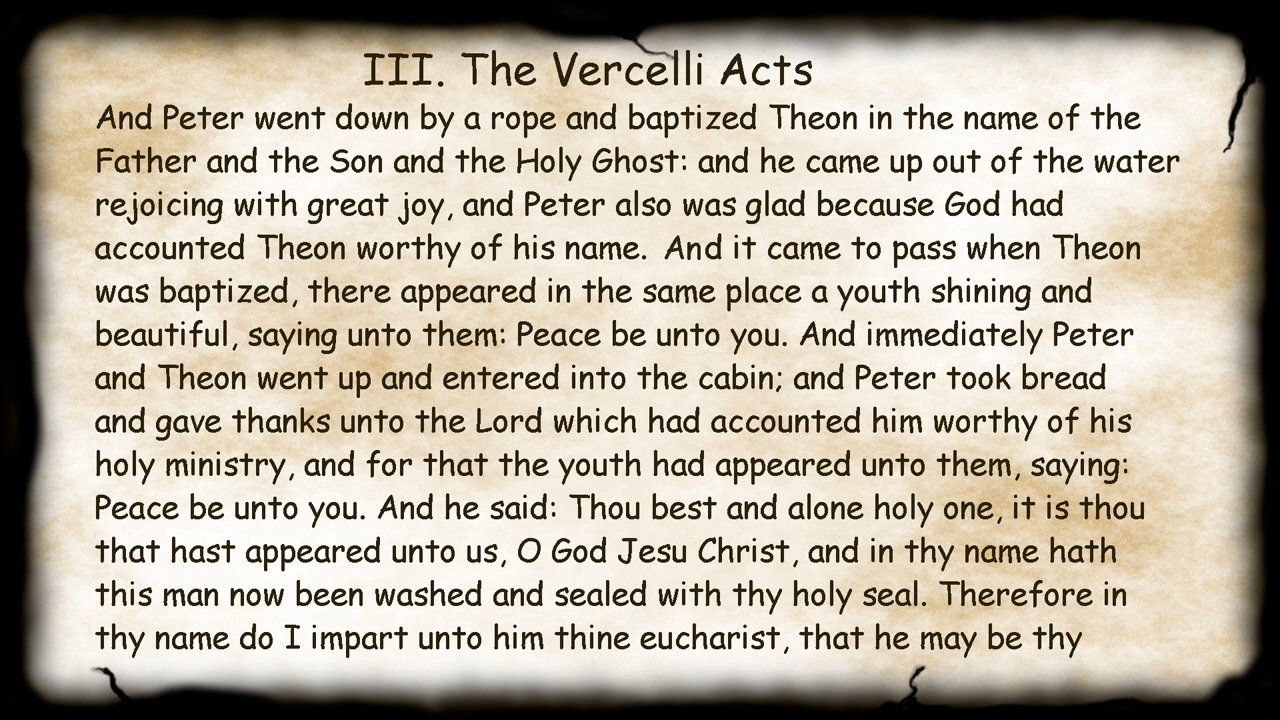 III. The Vercelli Acts
And Peter went down by a rope and baptized Theon in the name of the
Father and the Son and the Holy Ghost: and he came up out of the water
rejoicing with great joy, and Peter also was glad because God had
accounted Theon worthy of his name. And it came to pass when Theon
was baptized, there appeared in the same place a youth shining and
beautiful, saying unto them: Peace be unto you. And immediately Peter
and Theon went up and entered into the cabin; and Peter took bread
and gave thanks unto the Lord which had accounted him worthy of his
holy ministry, and for that the youth had appeared unto them, saying:
Peace be unto you. And he said: Thou best and alone holy one, it is thou
that hast appeared unto us, O God Jesu Christ, and in thy name hath
this man now been washed and sealed with thy holy seal. Therefore in
thy name do I impart unto him thine eucharist, that he may be thy